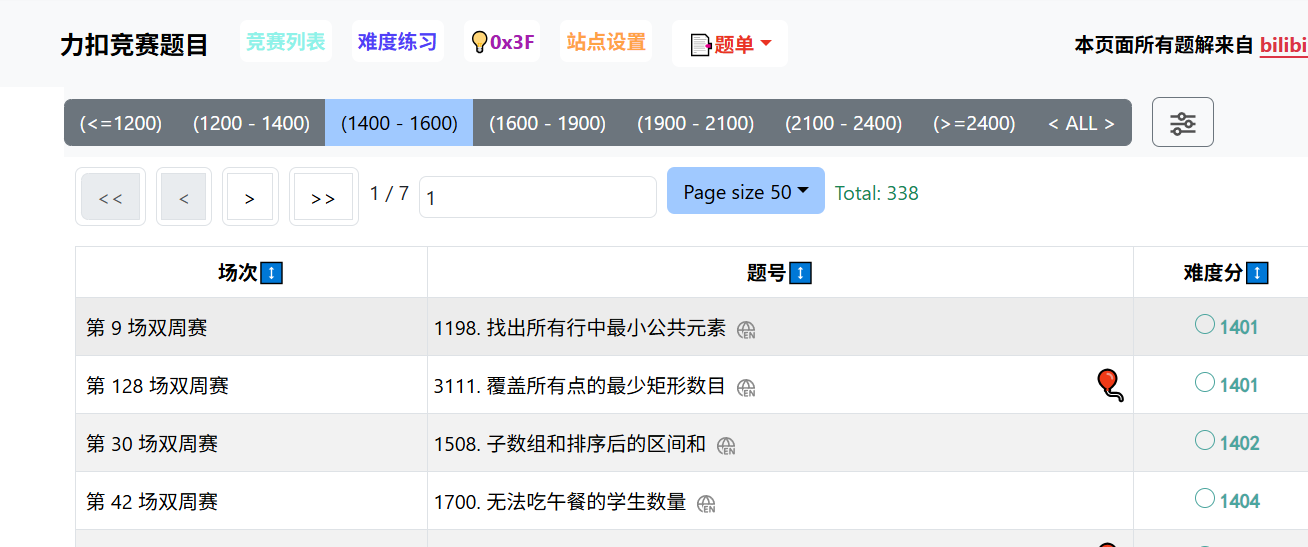 力扣竞赛题目 竞赛列表 难度练习 0x3F 站点设置 题单 本页面所有题解来自 bilibi
(<=1200) (1200 - 1400) (1400 - 1600) (1600 - 1900) (1900 - 2100) (2100 - 2400) (>=2400) < ALL >
<< < > >> 1 / 7 1 Page size 50 Total: 338
场次 题号 难度分
第 9 场双周赛 1198. 找出所有行中最小公共元素 EN 1401
第 128 场双周赛 3111. 覆盖所有点的最少矩形数目 EN 1401
第 30 场双周赛 1508. 子数组和排序后的区间和 EN 1402
第 42 场双周赛 1700. 无法吃午餐的学生数量 EN 1404